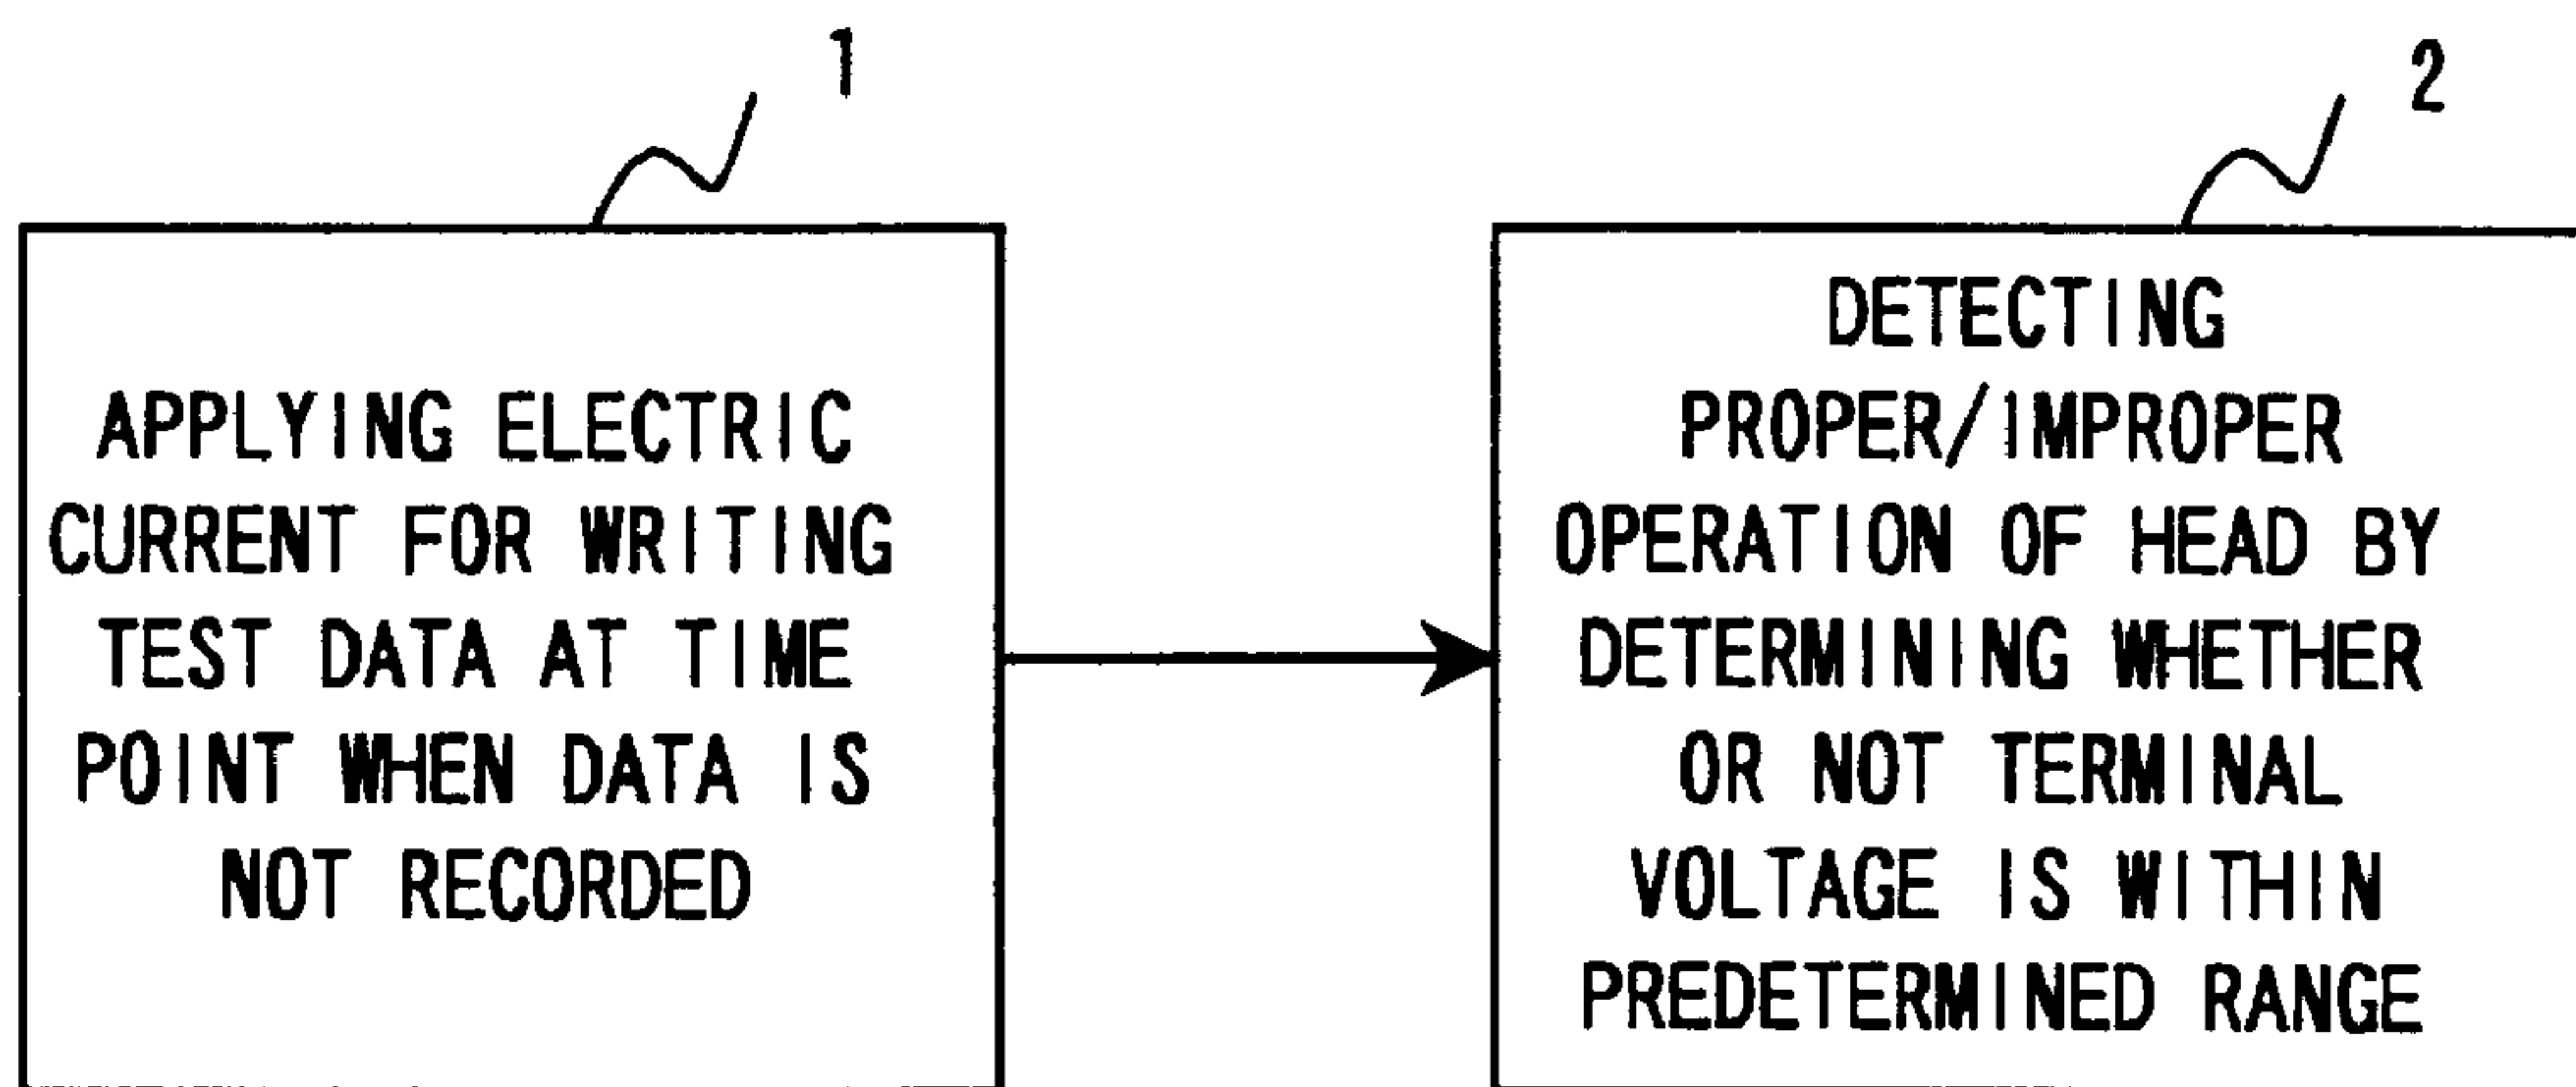 1
APPLYING ELECTRIC
CURRENT FOR WRITING
TEST DATA AT TIME
POINT WHEN DATA IS
NOT RECORDED
2
DETECTING
PROPER/IMPROPER
OPERATION OF HEAD BY
DETERMINING WHETHER
OR NOT TERMINAL
VOLTAGE IS WITHIN
PREDETERMINED RANGE